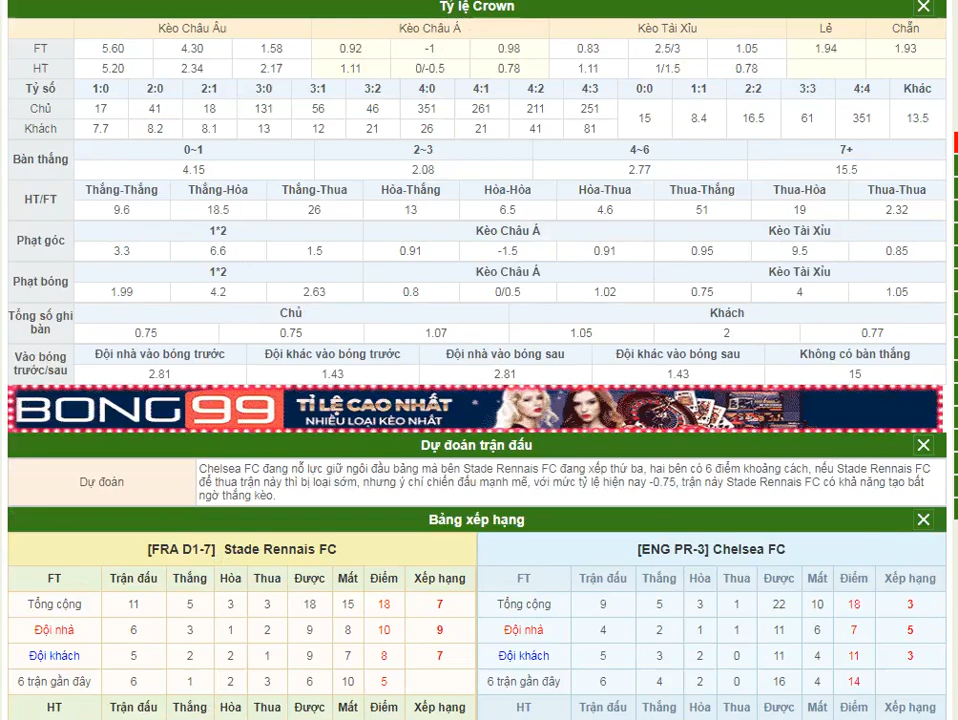 Tỷ lệ Crown
Kèo Châu Âu Kèo Châu Á Kèo Tài Xỉu Lẻ Chẵn
FT 5.60 4.30 1.58 0.92 -1 0.98 0.83 2.5/3 1.05 1.94 1.93
HT 5.20 2.34 2.17 1.11 0/-0.5 0.78 1.11 1/1.5 0.78
Tỷ số 1:0 2:0 2:1 3:0 3:1 3:2 4:0 4:1 4:2 4:3 0:0 1:1 2:2 3:3 4:4 Khác
Chủ 17 41 18 131 56 46 351 261 211 251 15 8.4 16.5 61 351 13.5
Khách 7.7 8.2 8.1 13 12 21 26 21 41 81
Bàn thắng 0~1 2~3 4~6 7+
4.15 2.08 2.77 15.5
HT/FT Thắng-Thắng Thắng-Hòa Thắng-Thua Hòa-Thắng Hòa-Hòa Hòa-Thua Thua-Thắng Thua-Hòa Thua-Thua
9.6 18.5 26 13 6.5 4.6 51 19 2.32
Phạt góc 1*2 Kèo Châu Á Kèo Tài Xỉu
3.3 6.6 1.5 0.91 -1.5 0.91 0.95 9.5 0.85
Phạt bóng 1*2 Kèo Châu Á Kèo Tài Xỉu
1.99 4.2 2.63 0.8 0/0.5 1.02 0.75 4 1.05
Tổng số ghi bàn Chủ Khách
0.75 0.75 1.07 1.05 2 0.77
Vào bóng trước/sau Đội nhà vào bóng trước Đội khác vào bóng trước Đội nhà vào bóng sau Đội khác vào bóng sau Không có bàn thắng
2.81 1.43 2.81 1.43 15
BONG99 TỈ LỆ CAO NHẤT
NHIỀU LOẠI KÈO NHẤT
Dự đoán trận đấu
Dự đoán
Chelsea FC đang nỗ lực giữ ngôi đầu bảng mà bên Stade Rennais FC đang xếp thứ ba, hai bên có 6 điểm khoảng cách, nếu Stade Rennais FC
để thua trận này thì bị loại sớm, nhưng ý chí chiến đấu mạnh mẽ, với mức tỷ lệ hiện nay -0.75, trận này Stade Rennais FC có khả năng tạo bất
ngờ thắng kèo.
Bảng xếp hạng
[FRA D1-7] Stade Rennais FC [ENG PR-3] Chelsea FC
FT Trận đấu Thắng Hòa Thua Được Mất Điểm Xếp hạng FT Trận đấu Thắng Hòa Thua Được Mất Điểm Xếp hạng
Tổng cộng 11 5 3 3 18 15 18 7 Tổng cộng 9 5 3 1 22 10 18 3
Đội nhà 6 3 1 2 9 8 10 9 Đội nhà 4 2 1 1 11 6 7 5
Đội khách 5 2 2 1 9 7 8 7 Đội khách 5 3 2 0 11 4 11 3
6 trận gần đây 6 1 2 3 6 10 5 6 trận gần đây 6 4 2 0 16 4 14
HT Trận đấu Thắng Hòa Thua Được Mất Điểm Xếp hạng HT Trận đấu Thắng Hòa Thua Được Mất Điểm Xếp hạng